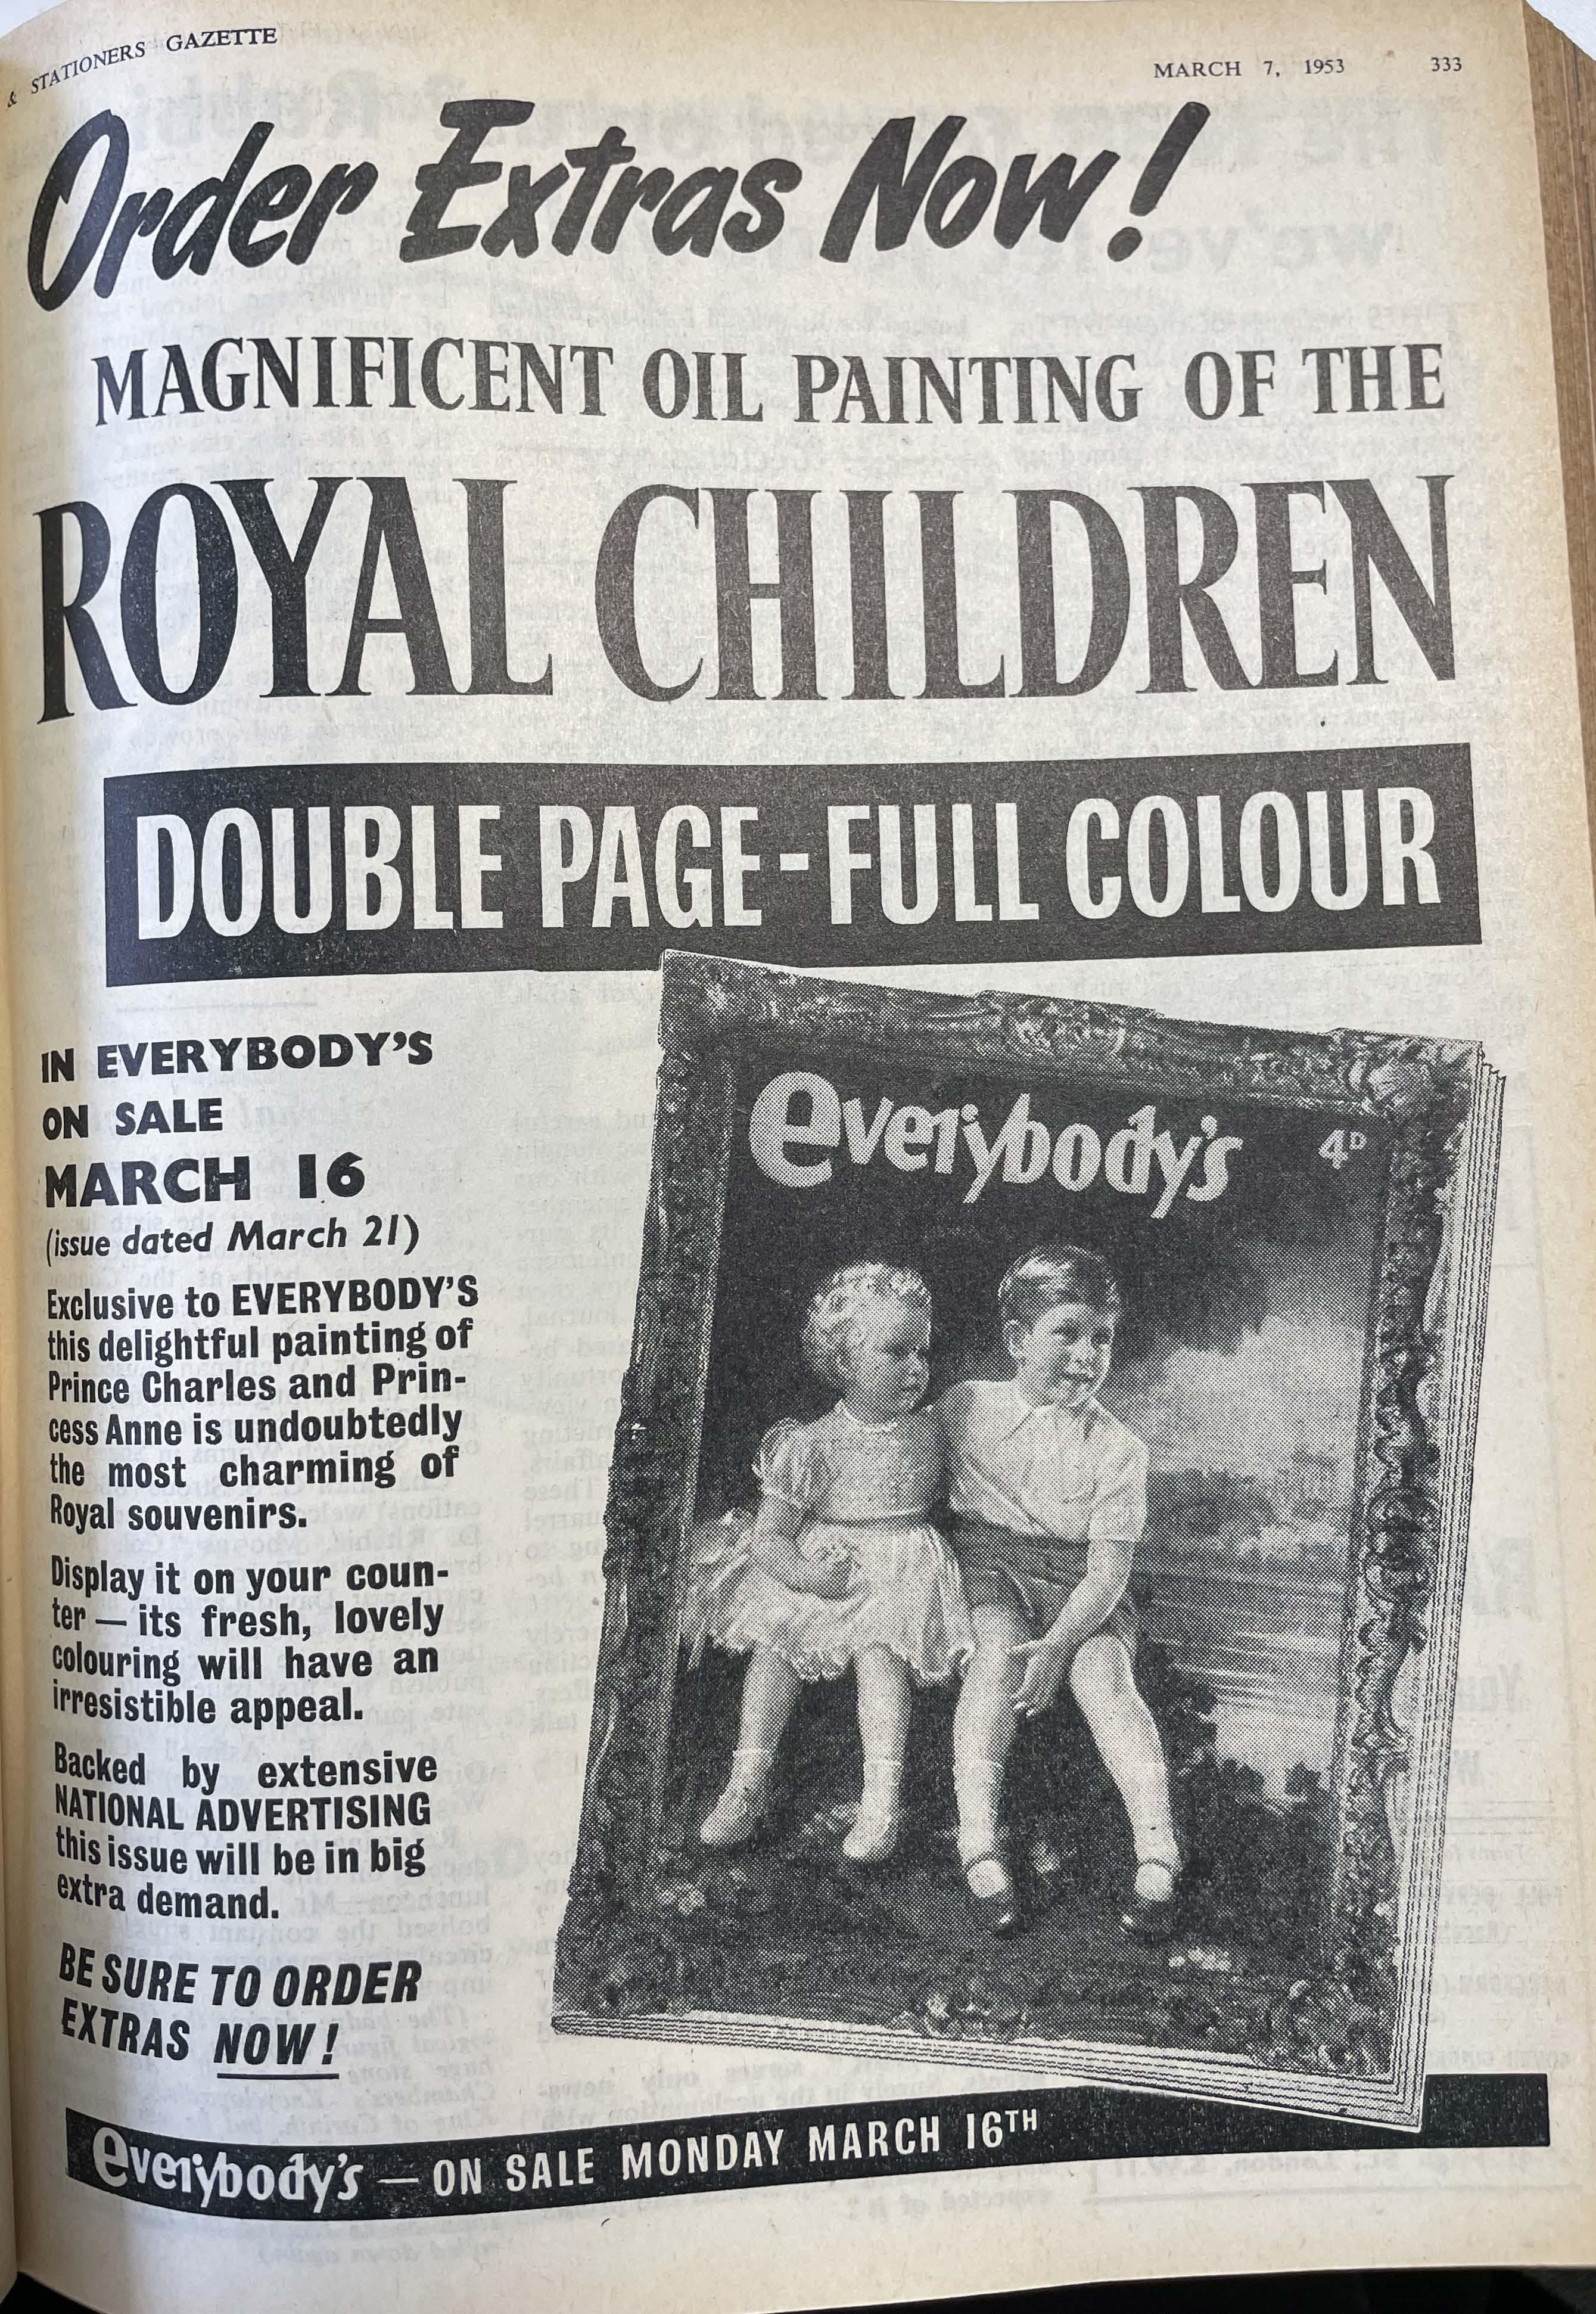 & STATIONERS GAZETTE
MARCH 7, 1953 333
Order Extras Now!
MAGNIFICENT OIL PAINTING OF THE
ROYAL CHILDREN
DOUBLE PAGE - FULL COLOUR
IN EVERYBODY'S
ON SALE
MARCH 16
(issue dated March 21)
Exclusive to EVERYBODY'S
this delightful painting of
Prince Charles and Prin-
cess Anne is undoubtedly
the most charming of
Royal souvenirs.
Display it on your coun-
ter — its fresh, lovely
colouring will have an
irresistible appeal.
Backed by extensive
NATIONAL ADVERTISING
this issue will be in big
extra demand.
BE SURE TO ORDER
EXTRAS NOW!
everybody's 4D
everybody's — ON SALE MONDAY MARCH 16TH